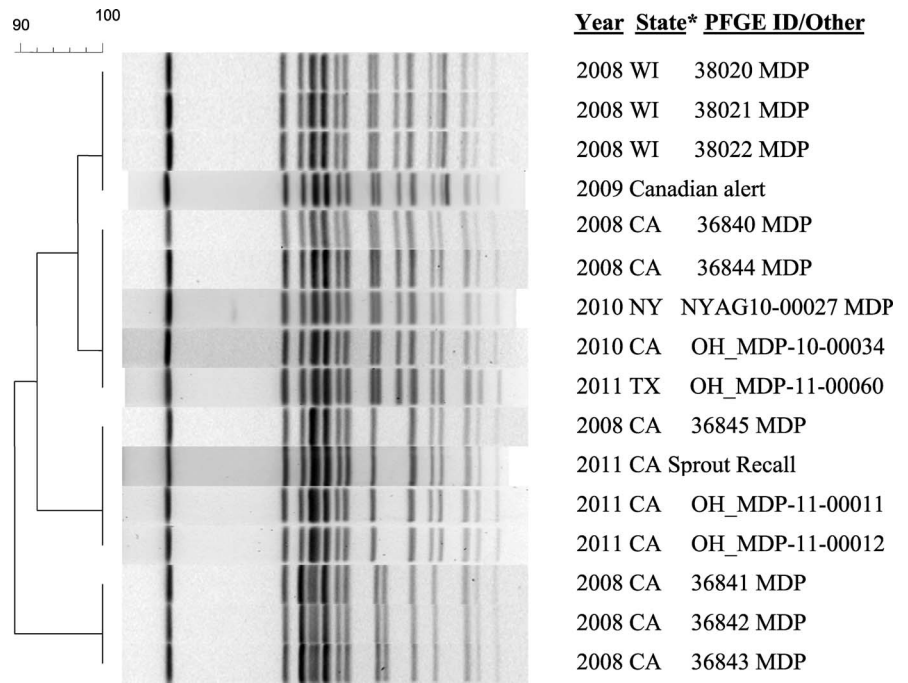 90 100
Year State* PFGE ID/Other
2008 WI 38020 MDP
2008 WI 38021 MDP
2008 WI 38022 MDP
2009 Canadian alert
2008 CA 36840 MDP
2008 CA 36844 MDP
2010 NY NYAG10-00027 MDP
2010 CA OH_MDP-10-00034
2011 TX OH_MDP-11-00060
2008 CA 36845 MDP
2011 CA Sprout Recall
2011 CA OH_MDP-11-00011
2011 CA OH_MDP-11-00012
2008 CA 36841 MDP
2008 CA 36842 MDP
2008 CA 36843 MDP